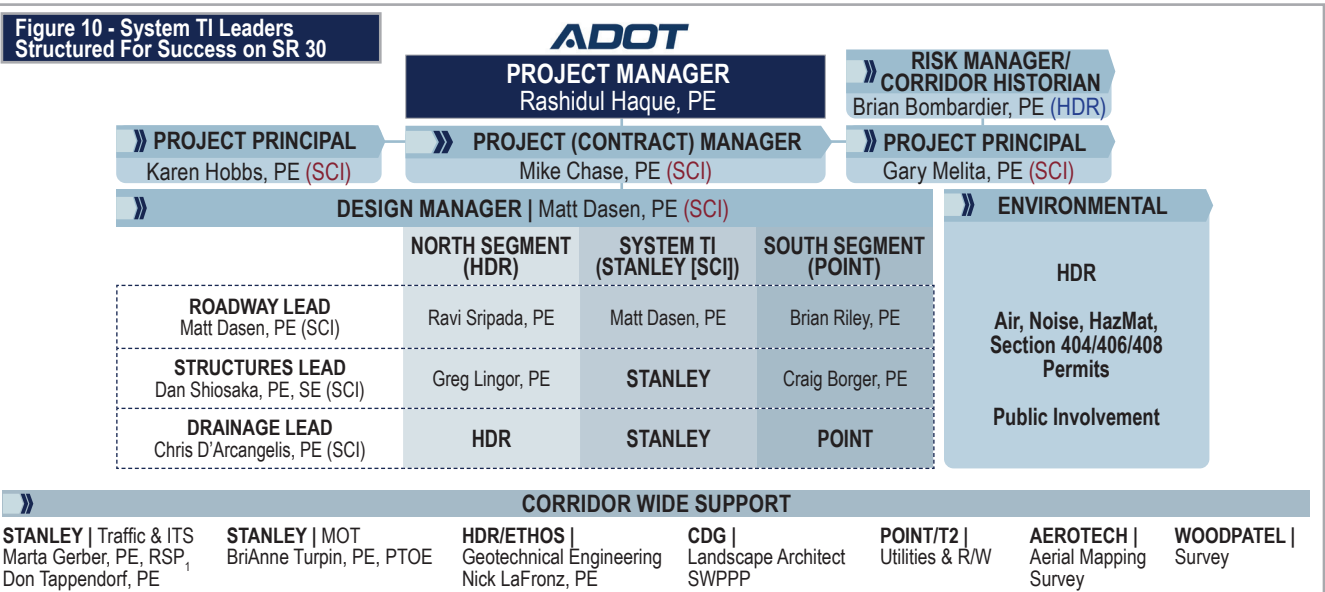 Figure 10 - System TI Leaders
Structured For Success on SR 30
ADOT
PROJECT MANAGER
Rashidul Haque, PE
RISK MANAGER/
CORRIDOR HISTORIAN
Brian Bombardier, PE (HDR)
PROJECT PRINCIPAL
Karen Hobbs, PE (SCI)
PROJECT (CONTRACT) MANAGER
Mike Chase, PE (SCI)
PROJECT PRINCIPAL
Gary Melita, PE (SCI)
DESIGN MANAGER | Matt Dasen, PE (SCI)
NORTH SEGMENT
(HDR)
SYSTEM TI
(STANLEY [SCI])
SOUTH SEGMENT
(POINT)
ROADWAY LEAD
Matt Dasen, PE (SCI)
Ravi Sripada, PE
Matt Dasen, PE
Brian Riley, PE
STRUCTURES LEAD
Dan Shiosaka, PE, SE (SCI)
Greg Lingor, PE
STANLEY
Craig Borger, PE
DRAINAGE LEAD
Chris D'Arcangelis, PE (SCI)
HDR
STANLEY
POINT
ENVIRONMENTAL
HDR
Air, Noise, HazMat,
Section 404/406/408
Permits
Public Involvement
CORRIDOR WIDE SUPPORT
STANLEY | Traffic & ITS
Marta Gerber, PE, RSP1
Don Tappendorf, PE
STANLEY | MOT
BriAnne Turpin, PE, PTOE
HDR/ETHOS |
Geotechnical Engineering
Nick LaFronz, PE
CDG |
Landscape Architect
SWPPP
POINT/T2 |
Utilities & R/W
AEROTECH |
Aerial Mapping
Survey
WOODPATEL |
Survey